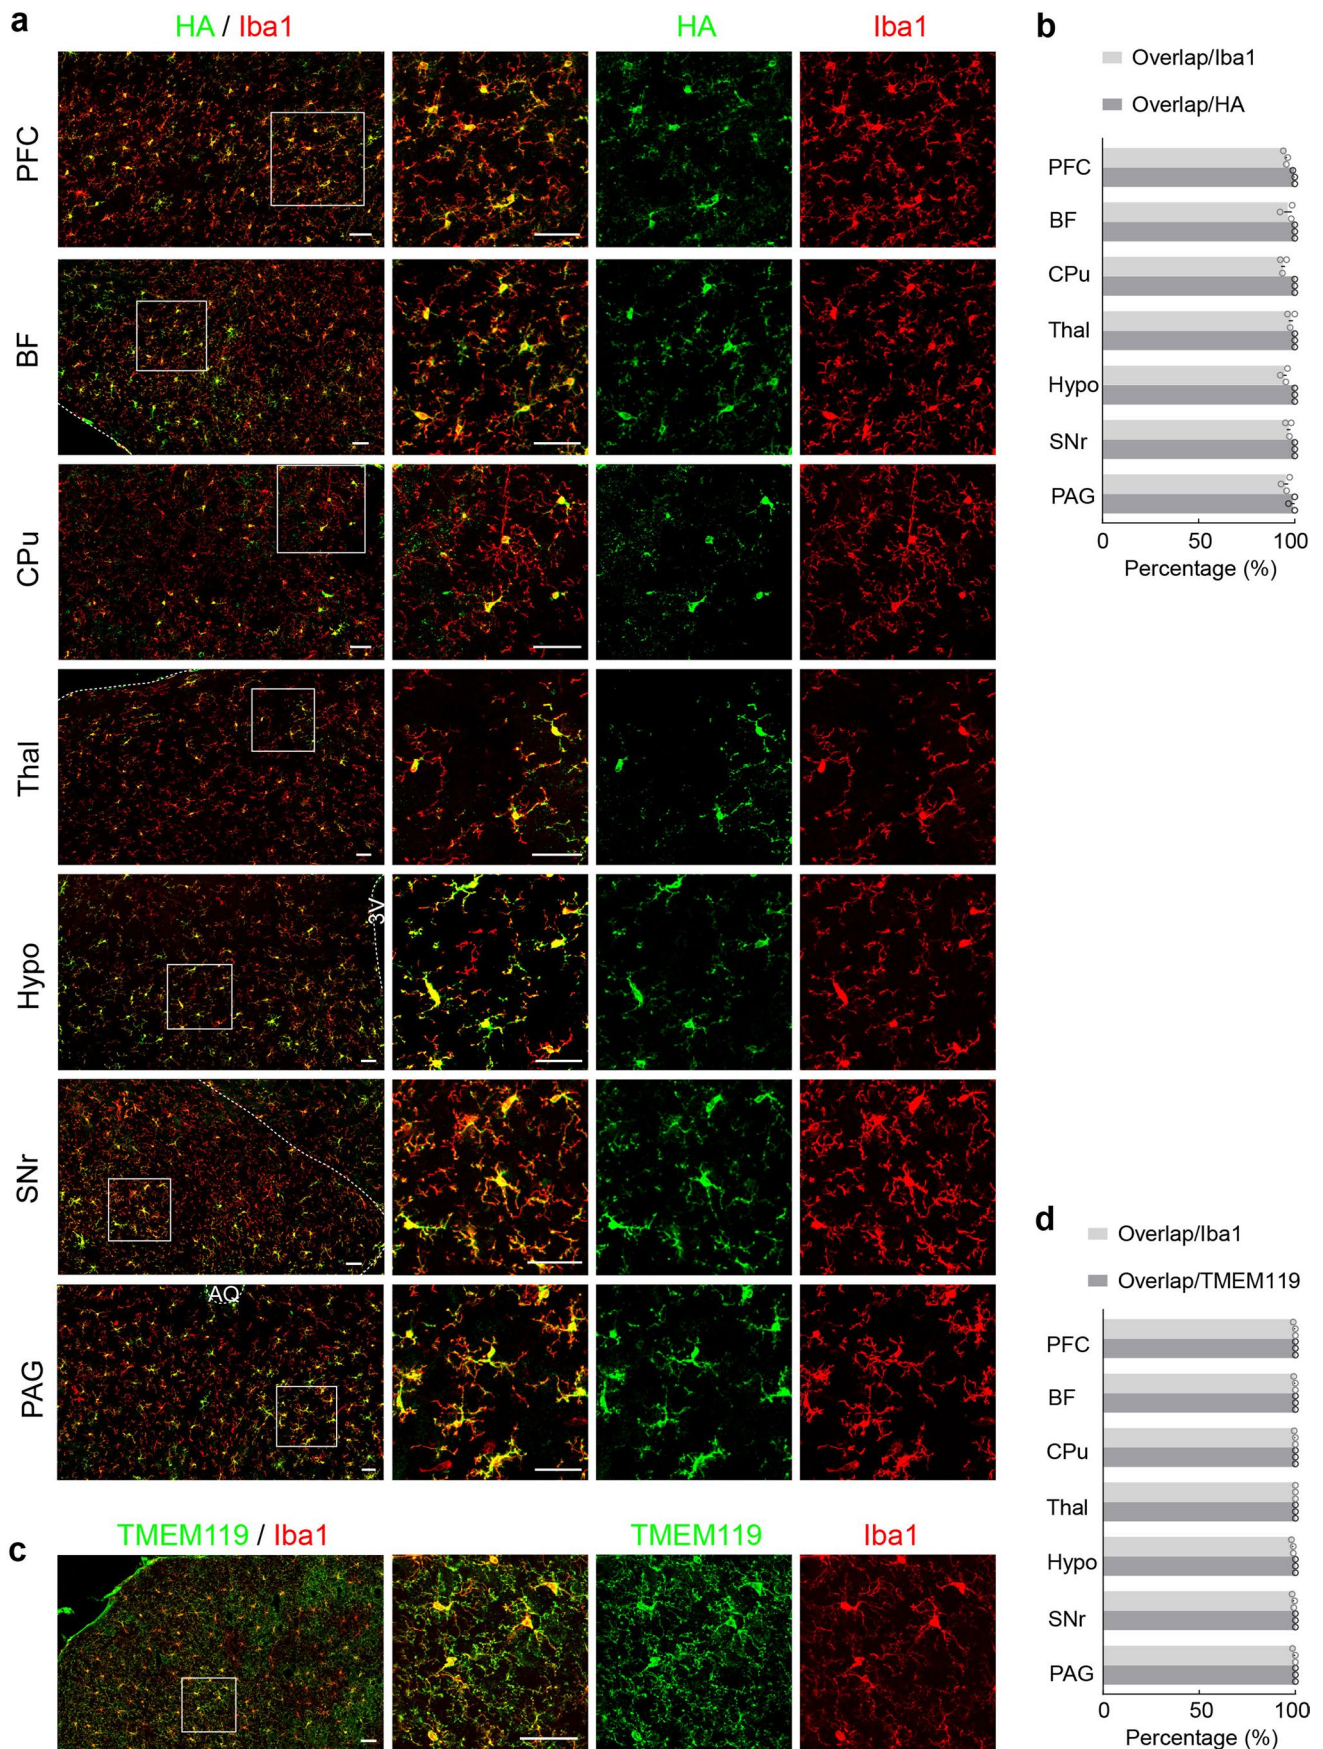 a
HA / Iba1
HA
Iba1
PFC
BF
CPu
Thal
Hypo
3V
SNr
PAG
AQ
b
Overlap/Iba1
Overlap/HA
PFC
BF
CPu
Thal
Hypo
SNr
PAG
0 50 100
Percentage (%)
c
TMEM119 / Iba1
TMEM119
Iba1
d
Overlap/Iba1
Overlap/TMEM119
PFC
BF
CPu
Thal
Hypo
SNr
PAG
0 50 100
Percentage (%)